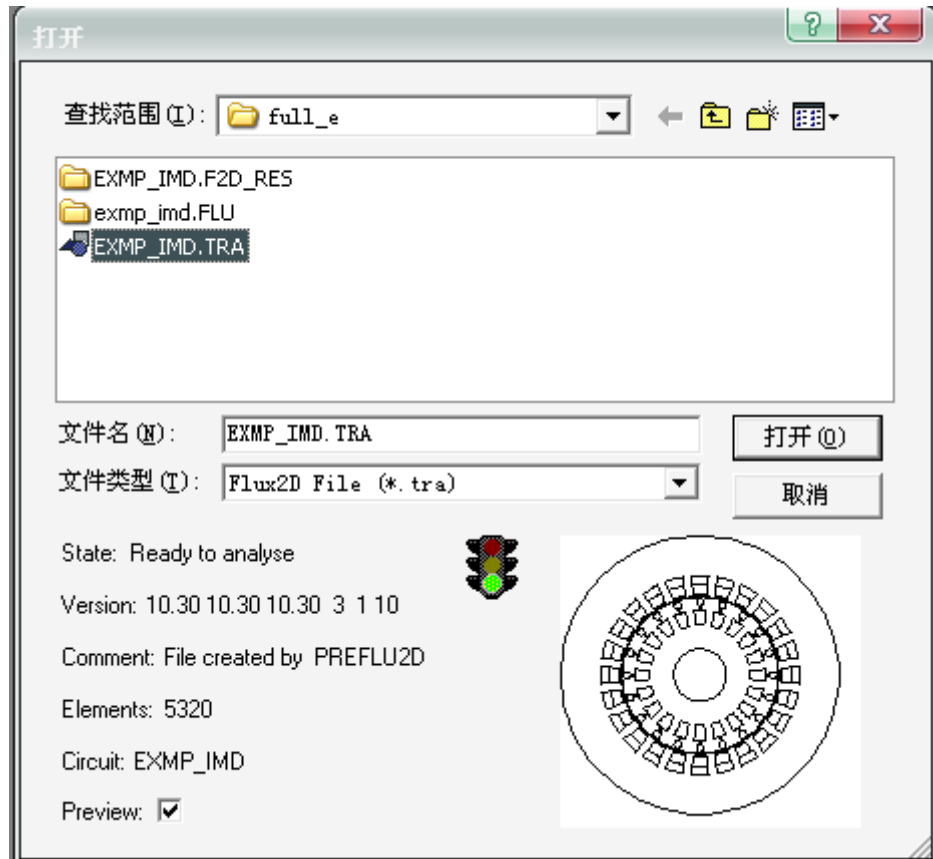 打开
查找范围(I): full_e
EXMP_IMD.F2D_RES
exmp_imd.FLU
EXMP_IMD.TRA
文件名(N): EXMP_IMD.TRA 打开(O)
文件类型(T): Flux2D File (*.tra) 取消
State: Ready to analyse
Version: 10.30 10.30 10.30 3 1 10
Comment: File created by PREFLU2D
Elements: 5320
Circuit: EXMP_IMD
Preview: